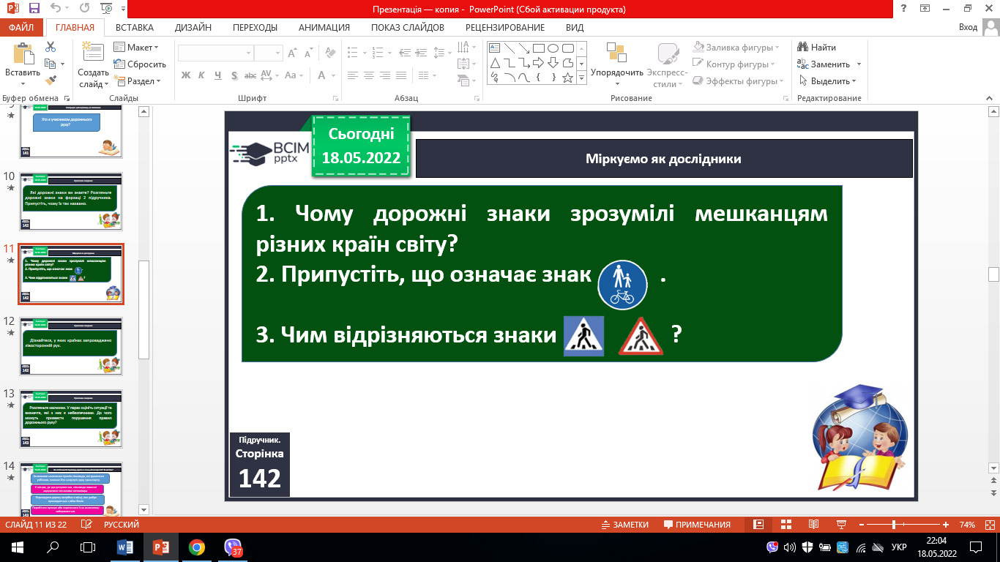 Презентація — копия - PowerPoint (Сбой активации продукта)
ФАЙЛ ГЛАВНАЯ ВСТАВКА ДИЗАЙН ПЕРЕХОДЫ АНИМАЦИЯ ПОКАЗ СЛАЙДОВ РЕЦЕНЗИРОВАНИЕ ВИД Вход
Вставить
Буфер обмена
Создать слайд
Макет
Сбросить
Раздел
Слайды
Ж К Ч S abc AV Aa A
Шрифт
Абзац
Упорядочить
Экспресс-стили
Заливка фигуры
Контур фигуры
Эффекты фигуры
Рисование
Найти
Заменить
Выделить
Редактирование
Хто є учасником дорожнього
руху?
141
10
Які дорожні знаки ви знаєте? Розгляньте
дорожні знаки на форзаці 2 підручника.
Припустіть, чому їх так названо.
142
11
1. Чому дорожні знаки зрозумілі мешканцям
різних країн світу?
2. Припустіть, що означає знак .
3. Чим відрізняються знаки ?
142
12
Дізнайтеся, у яких країнах запроваджено
лівосторонній рух.
142
13
Розгляньте малюнки. У парах оцініть ситуації та
визначте, які з них є небезпечними. До чого
можуть призвести порушення правил
дорожнього руху?
143
14
BCIM
pptx
Сьогодні
18.05.2022
Міркуємо як дослідники
1. Чому дорожні знаки зрозумілі мешканцям
різних країн світу?
2. Припустіть, що означає знак .
3. Чим відрізняються знаки ?
Підручник.
Сторінка
142
СЛАЙД 11 ИЗ 22 РУССКИЙ ЗАМЕТКИ ПРИМЕЧАНИЯ 74%
37
УКР
22:04
18.05.2022